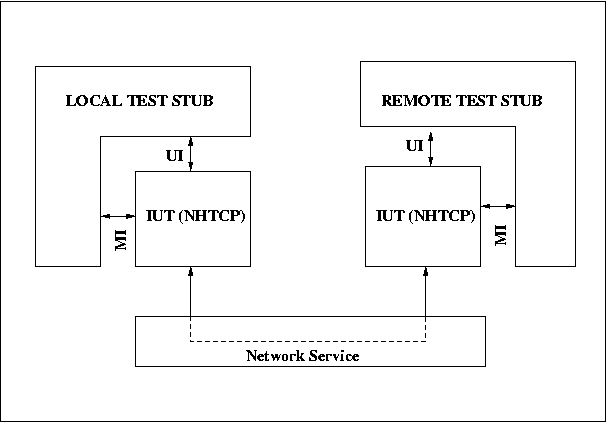 LOCAL TEST STUB
REMOTE TEST STUB
UI
UI
IUT (NHTCP)
IUT (NHTCP)
MI
MI
Network Service